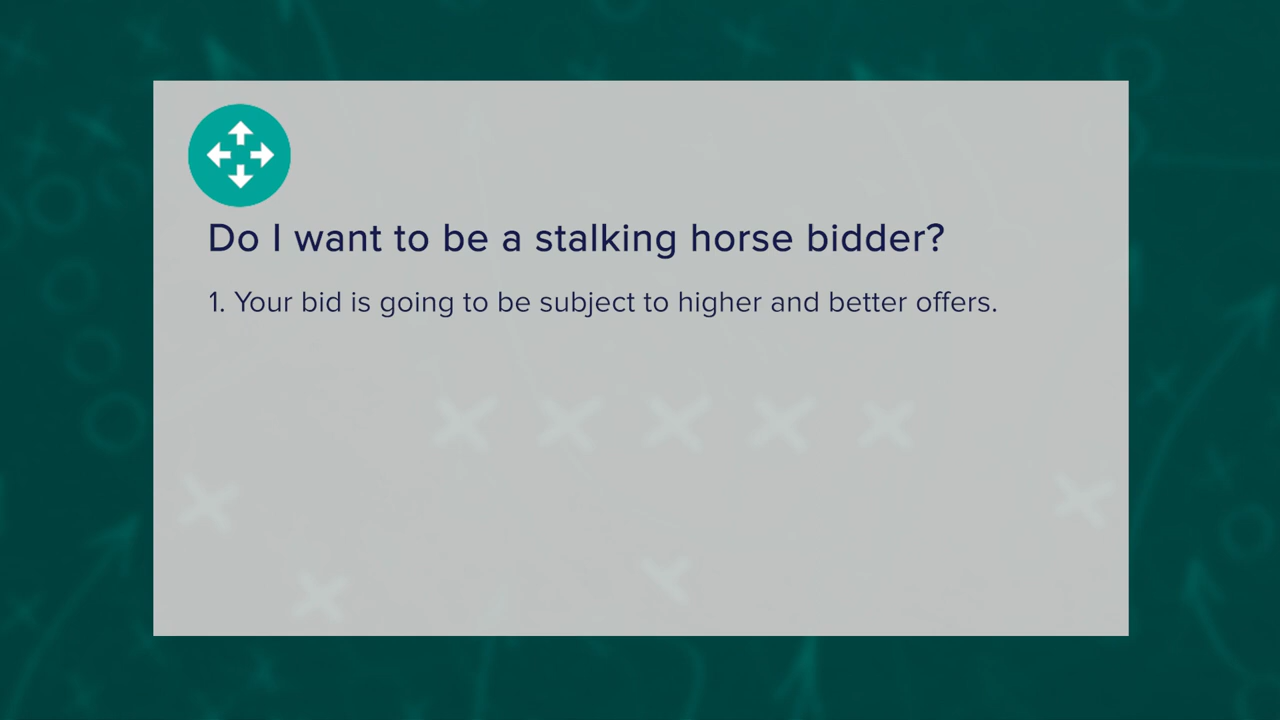 Do I want to be a stalking horse bidder?
1. Your bid is going to be subject to higher and better offers.